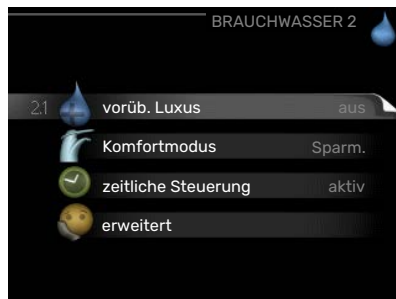 BRAUCHWASSER 2
2.1 vorüb. Luxus aus
Komfortmodus Sparm.
zeitliche Steuerung aktiv
erweitert